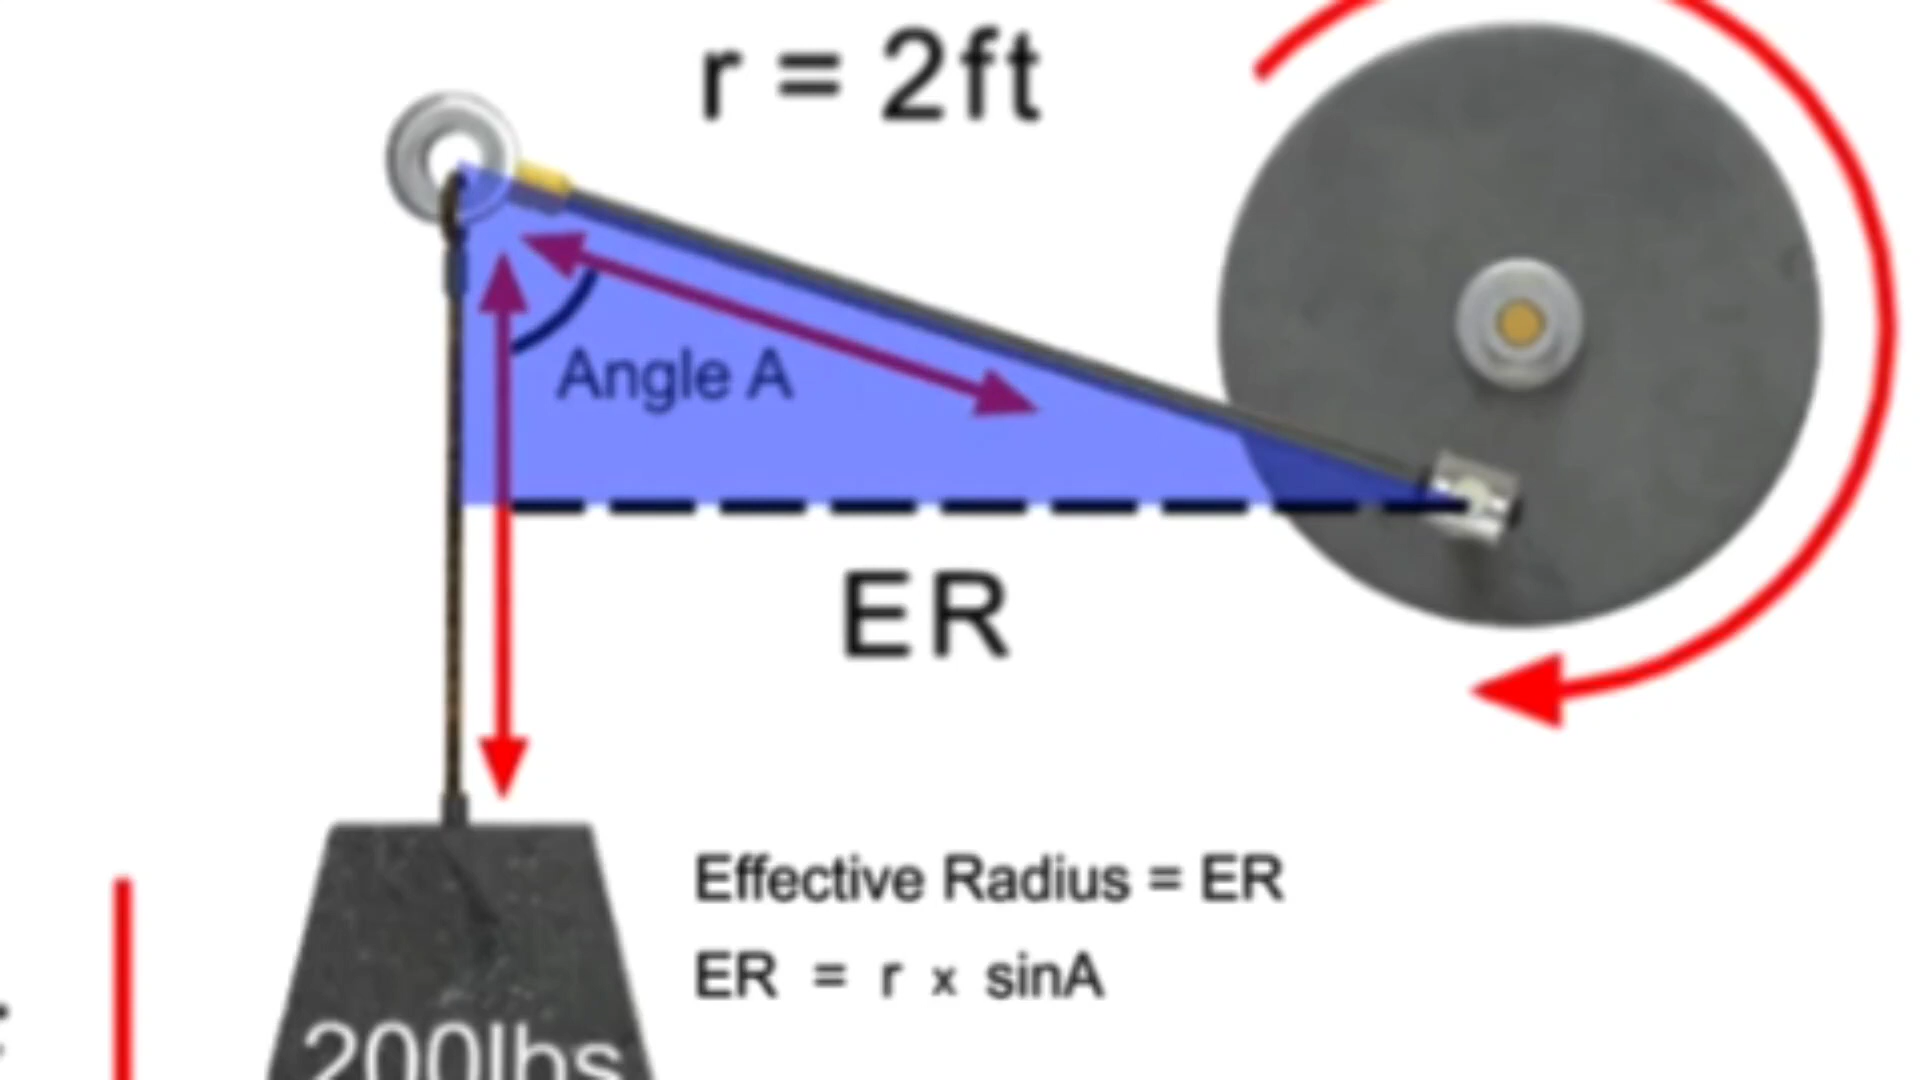 r = 2ft
Angle A
ER
Effective Radius = ER
ER = r x sinA
200lbs